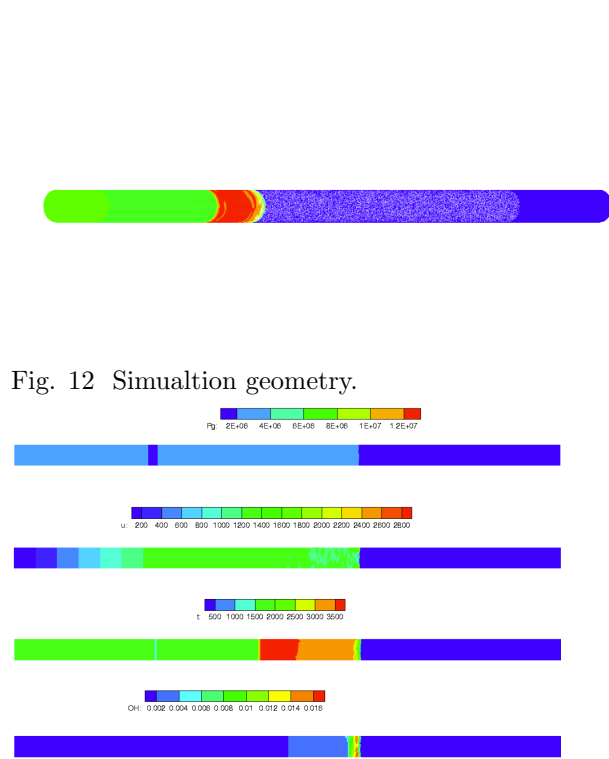 Fig. 12 Simualtion geometry.
Pg: 2E+06 4E+06 6E+06 8E+06 1E+07 1.2E+07
u: 200 400 600 800 1000 1200 1400 1600 1800 2000 2200 2400 2600 2800
t: 500 1000 1500 2000 2500 3000 3500
OH: 0.002 0.004 0.006 0.008 0.01 0.012 0.014 0.016